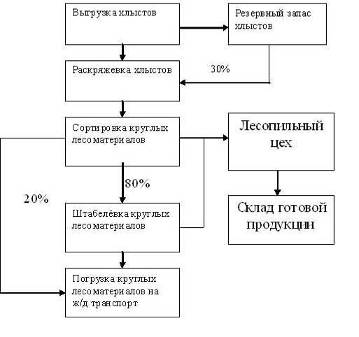 Выгрузка хлыстов
Резервный запас
хлыстов
Раскряжевка хлыстов
30%
Сортировка круглых
лесоматериалов
Лесопильный
цех
80%
20%
Штабелёвка круглых
лесоматериалов
Склад готовой
продукции
Погрузка круглых
лесоматериалов на
ж/д транспорт